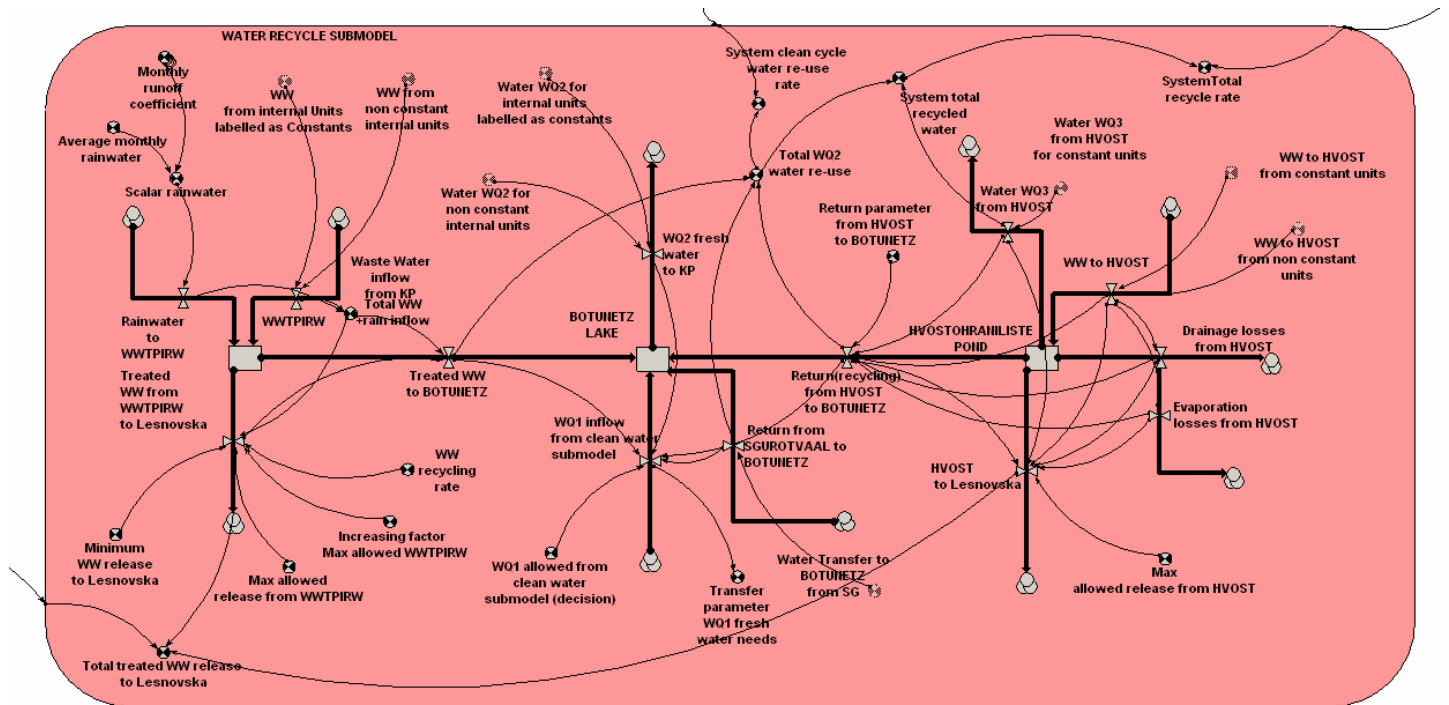 WATER RECYCLE SUBMODEL
Monthly
runoff
coefficient
WW
from internal Units
labelled as Constants
WW from
non constant
internal units
Water WQ2 for
internal units
labelled as constants
System clean cycle
water re-use
rate
System total
recycled
water
SystemTotal
recycle rate
Average monthly
rainwater
Scalar rainwater
Water WQ2 for
non constant
internal units
Total WQ2
water re-use
Water WQ3
from HVOST
for constant units
WW to HVOST
from constant units
Water WQ3
from HVOST
Return parameter
from HVOST
to BOTUNETZ
WQ2 fresh
water
to KP
WW to HVOST
WW to HVOST
from non constant
units
Waste Water
inflow
from KP
Total WW
+rain inflow
Rainwater
to
WWTPIRW
WWTPIRW
BOTUNETZ
LAKE
HVOSTOHRANILISTE
POND
Drainage losses
from HVOST
Treated
WW from
WWTPIRW
to Lesnovska
Treated WW
to BOTUNETZ
Return(recycling)
from HVOST
to BOTUNETZ
Evaporation
losses from HVOST
WQ1 inflow
from clean water
submodel
Return from
SGUROTVAAL to
BOTUNETZ
HVOST
to Lesnovska
WW
recycling
rate
Minimum
WW release
to Lesnovska
Increasing factor
Max allowed WWTPIRW
Max allowed
release from WWTPIRW
WQ1 allowed from
clean water
submodel (decision)
Transfer
parameter
WQ1 fresh
water needs
Water Transfer to
BOTUNETZ
from SG
Max
allowed release from HVOST
Total treated WW release
to Lesnovska